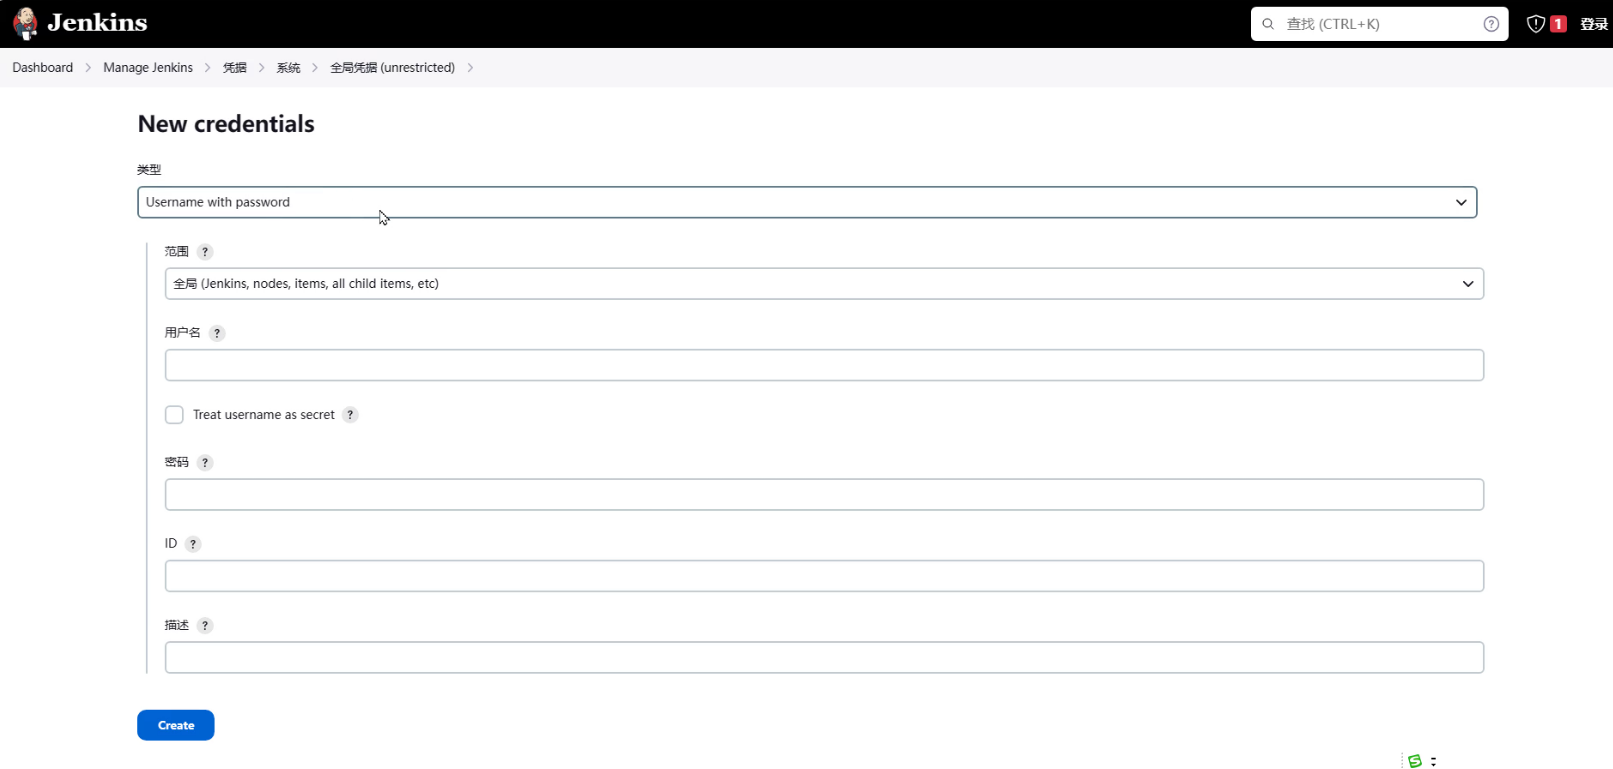 Jenkins
查找 (CTRL+K) ?
1
登录
Dashboard > Manage Jenkins > 凭据 > 系统 > 全局凭据 (unrestricted) >
New credentials
类型
Username with password
范围 ?
全局 (Jenkins, nodes, items, all child items, etc)
用户名 ?
Treat username as secret ?
密码 ?
ID ?
描述 ?
Create